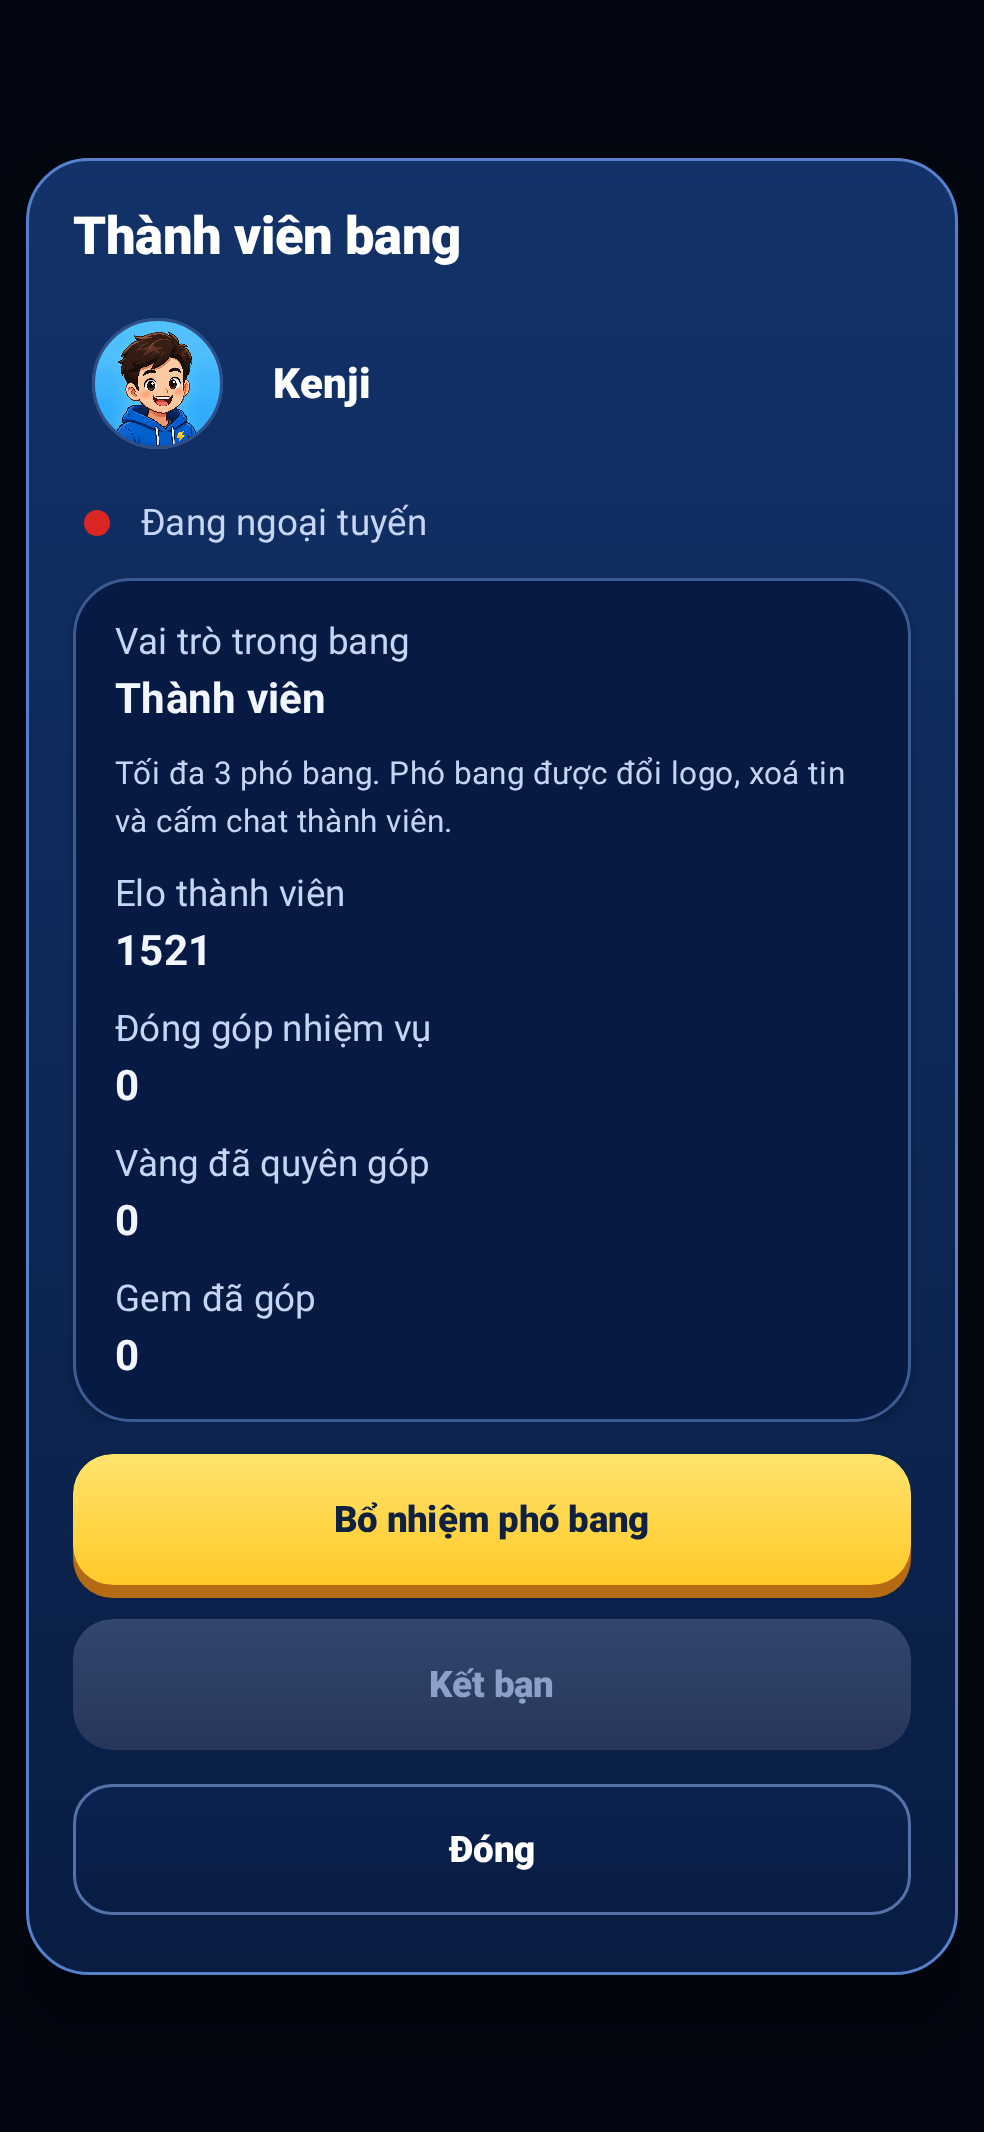 Thành viên bang
Kenji
Đang ngoại tuyến
Vai trò trong bang
Thành viên
Tối đa 3 phó bang. Phó bang được đổi logo, xoá tin
và cấm chat thành viên.
Elo thành viên
1521
Đóng góp nhiệm vụ
0
Vàng đã quyên góp
0
Gem đã góp
0
Bổ nhiệm phó bang
Kết bạn
Đóng